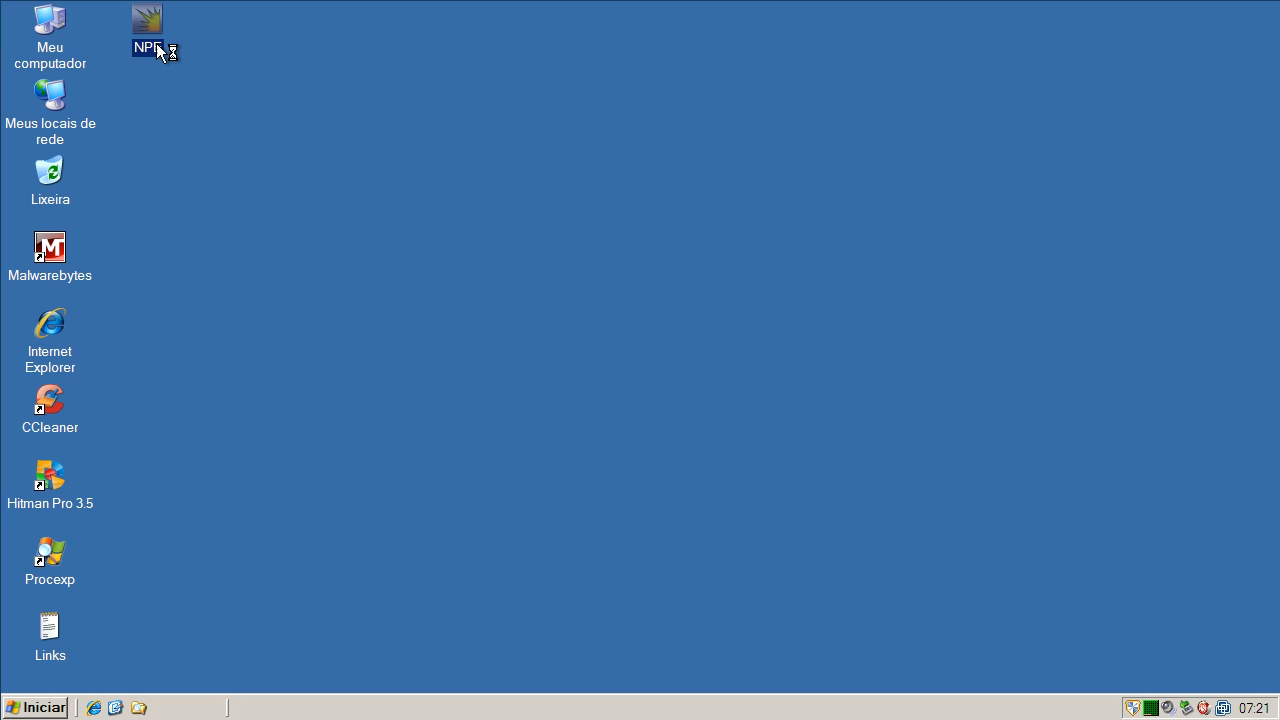 Meu
computador
NPE
Meus locais de
rede
Lixeira
Malwarebytes
Internet
Explorer
CCleaner
Hitman Pro 3.5
Procexp
Links
Iniciar
07:21